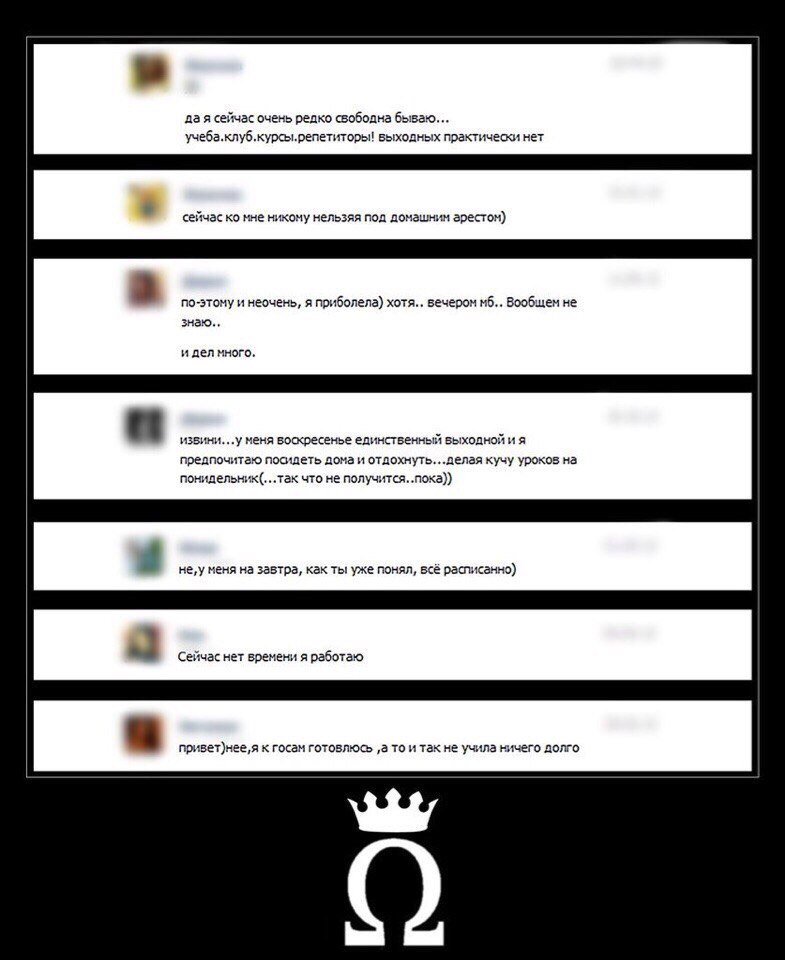 да я сейчас очень редко свободна бываю...
учеба.клуб.курсы.репетиторы! выходных практически нет
сейчас ко мне никому нельзяя под домашним арестом)
по-этому и неочень, я приболела) хотя.. вечером мб.. Вообщем не
знаю..
и дел много.
извини...у меня воскресенье единственный выходной и я
предпочитаю посидеть дома и отдохнуть...делая кучу уроков на
понидельник(...так что не получится..пока))
не,у меня на завтра, как ты уже понял, всё расписанно)
Сейчас нет времени я работаю
привет)нее,я к госам готовлюсь ,а то и так не учила ничего долго
Ω